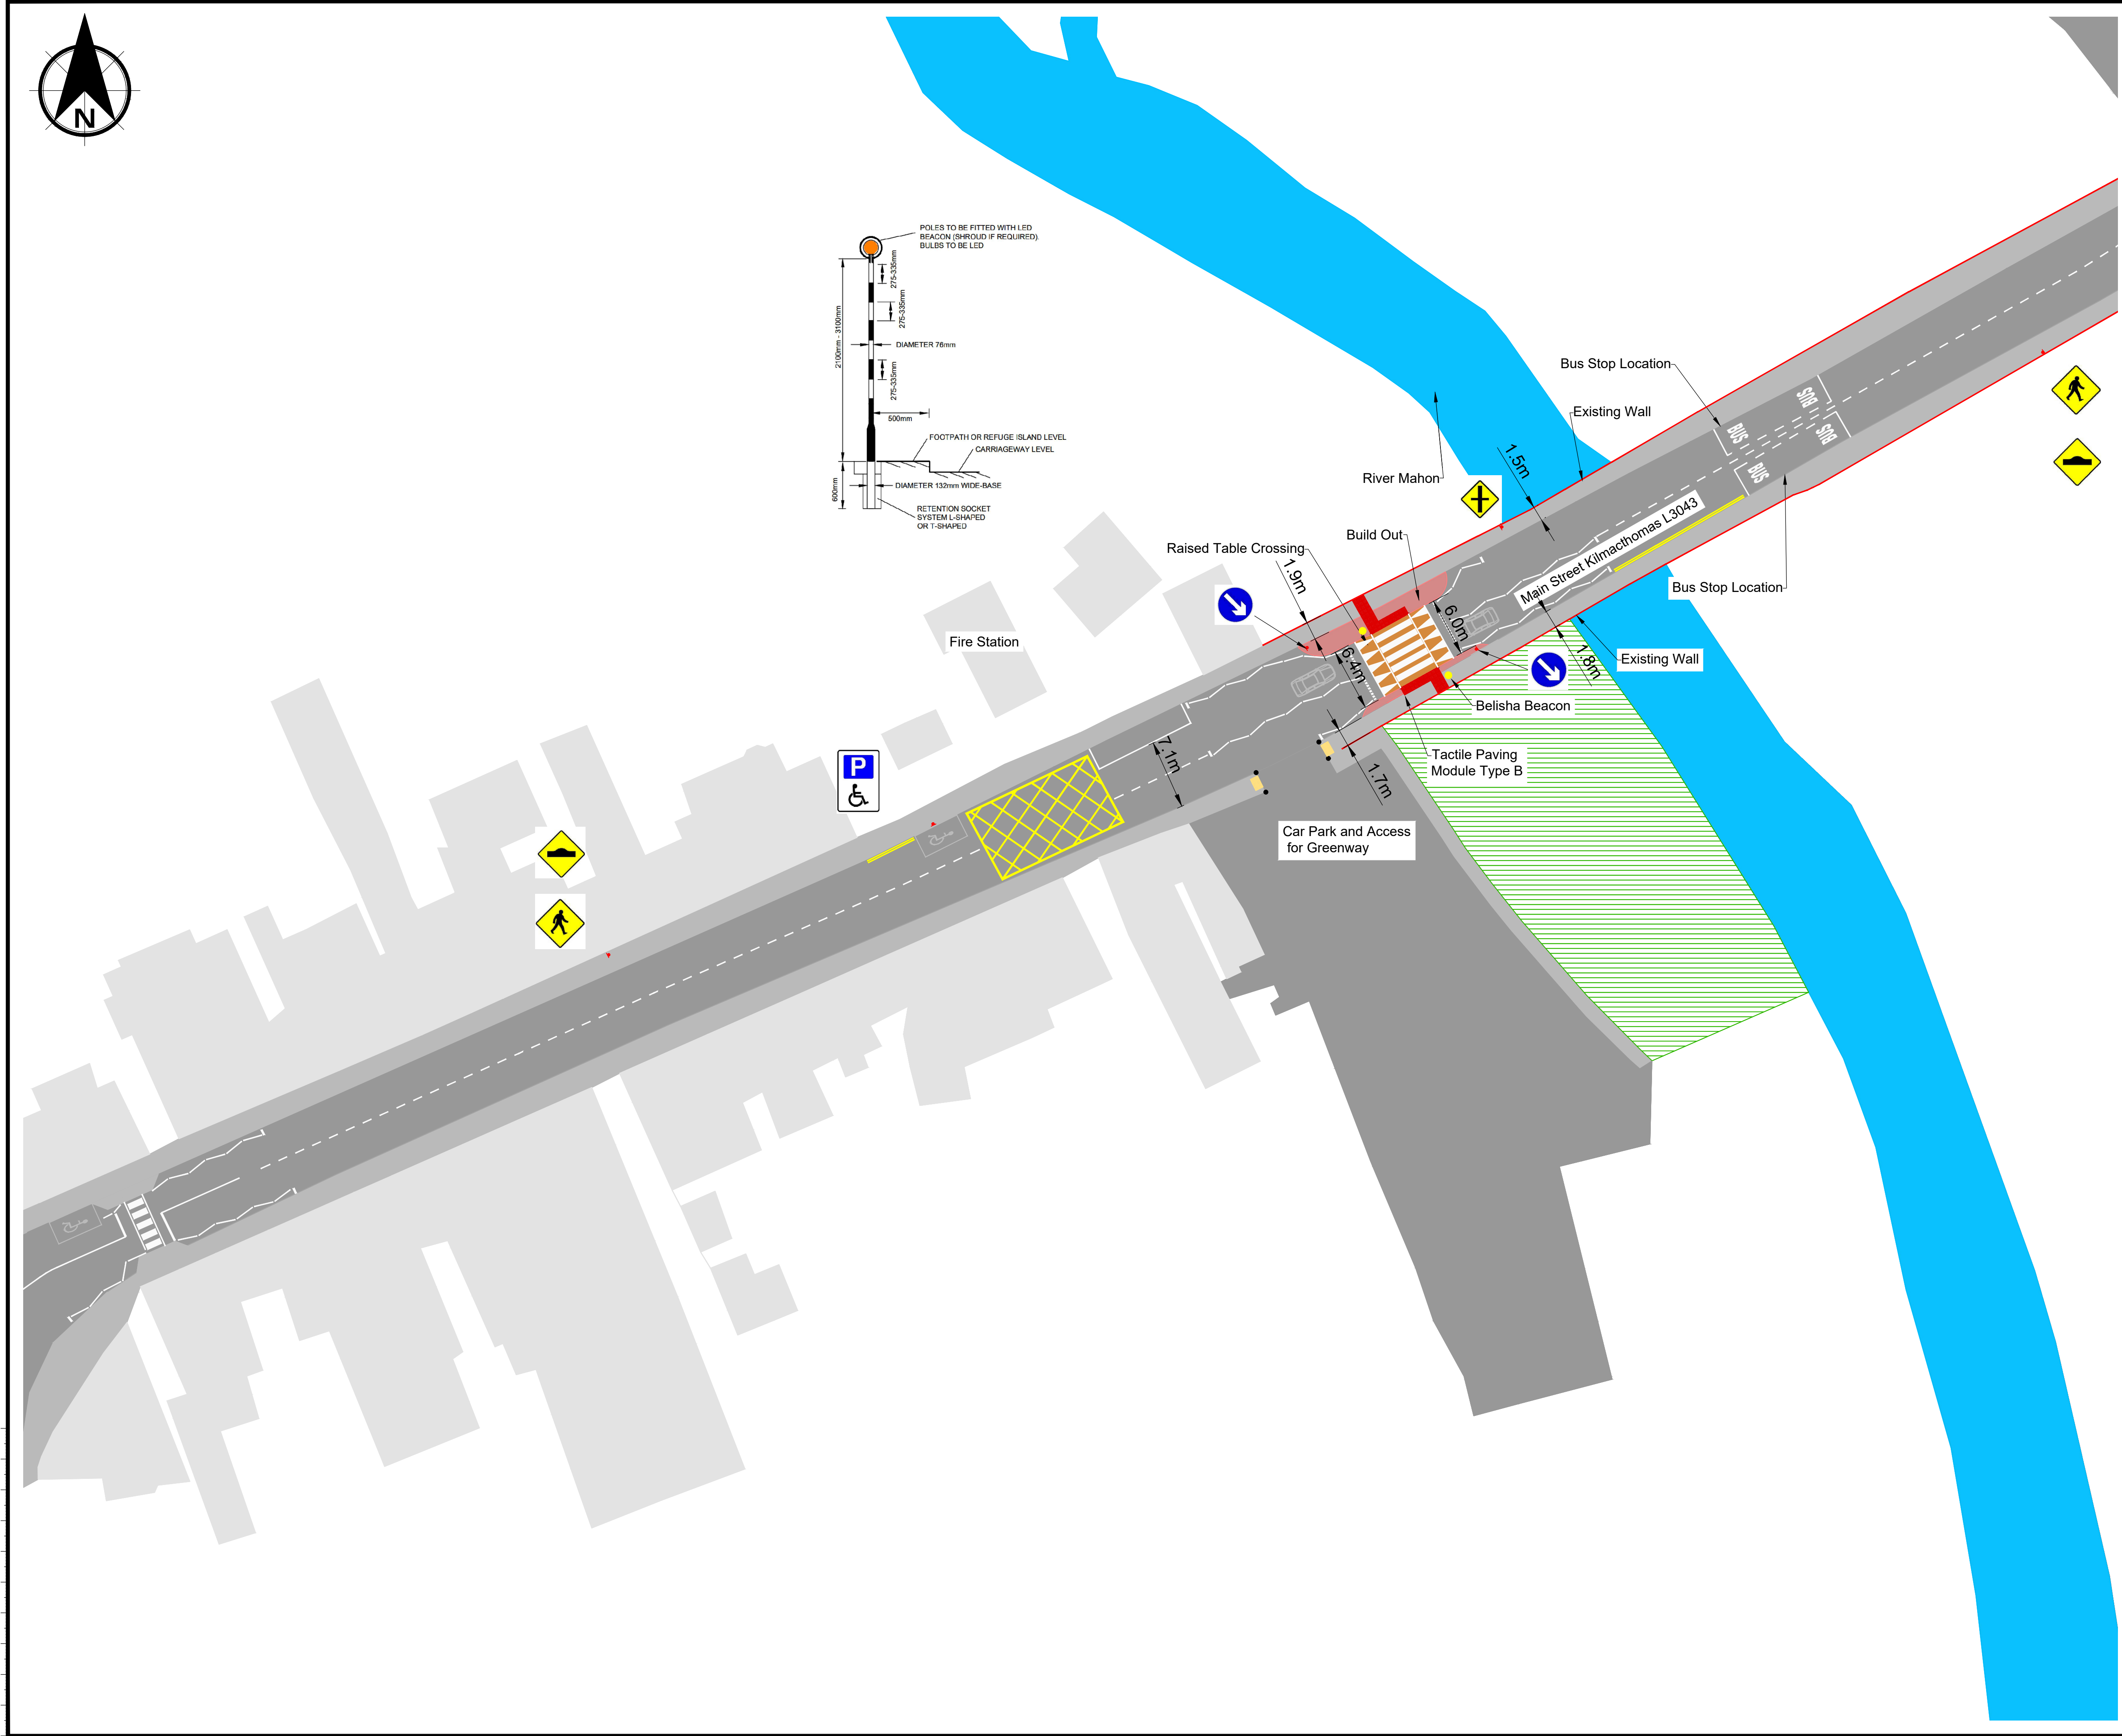 N
POLES TO BE FITTED WITH LED
BEACON (SHROUD IF REQUIRED).
BULBS TO BE LED
275-335mm
275-335mm
2100mm - 3100mm
DIAMETER 76mm
275-335mm
500mm
FOOTPATH OR REFUGE ISLAND LEVEL
CARRIAGEWAY LEVEL
600mm
DIAMETER 132mm WIDE-BASE
RETENTION SOCKET
SYSTEM L-SHAPED
OR T-SHAPED
Bus Stop Location
Existing Wall
BUS
BUS
BUS
BUS
1.5m
River Mahon
Build Out
Raised Table Crossing
1.9m
Main Street Kilmacthomas L3043
Bus Stop Location
6.0m
Fire Station
6.4m
1.8m
Existing Wall
Belisha Beacon
Tactile Paving
Module Type B
7.1m
1.7m
P
Car Park and Access
for Greenway